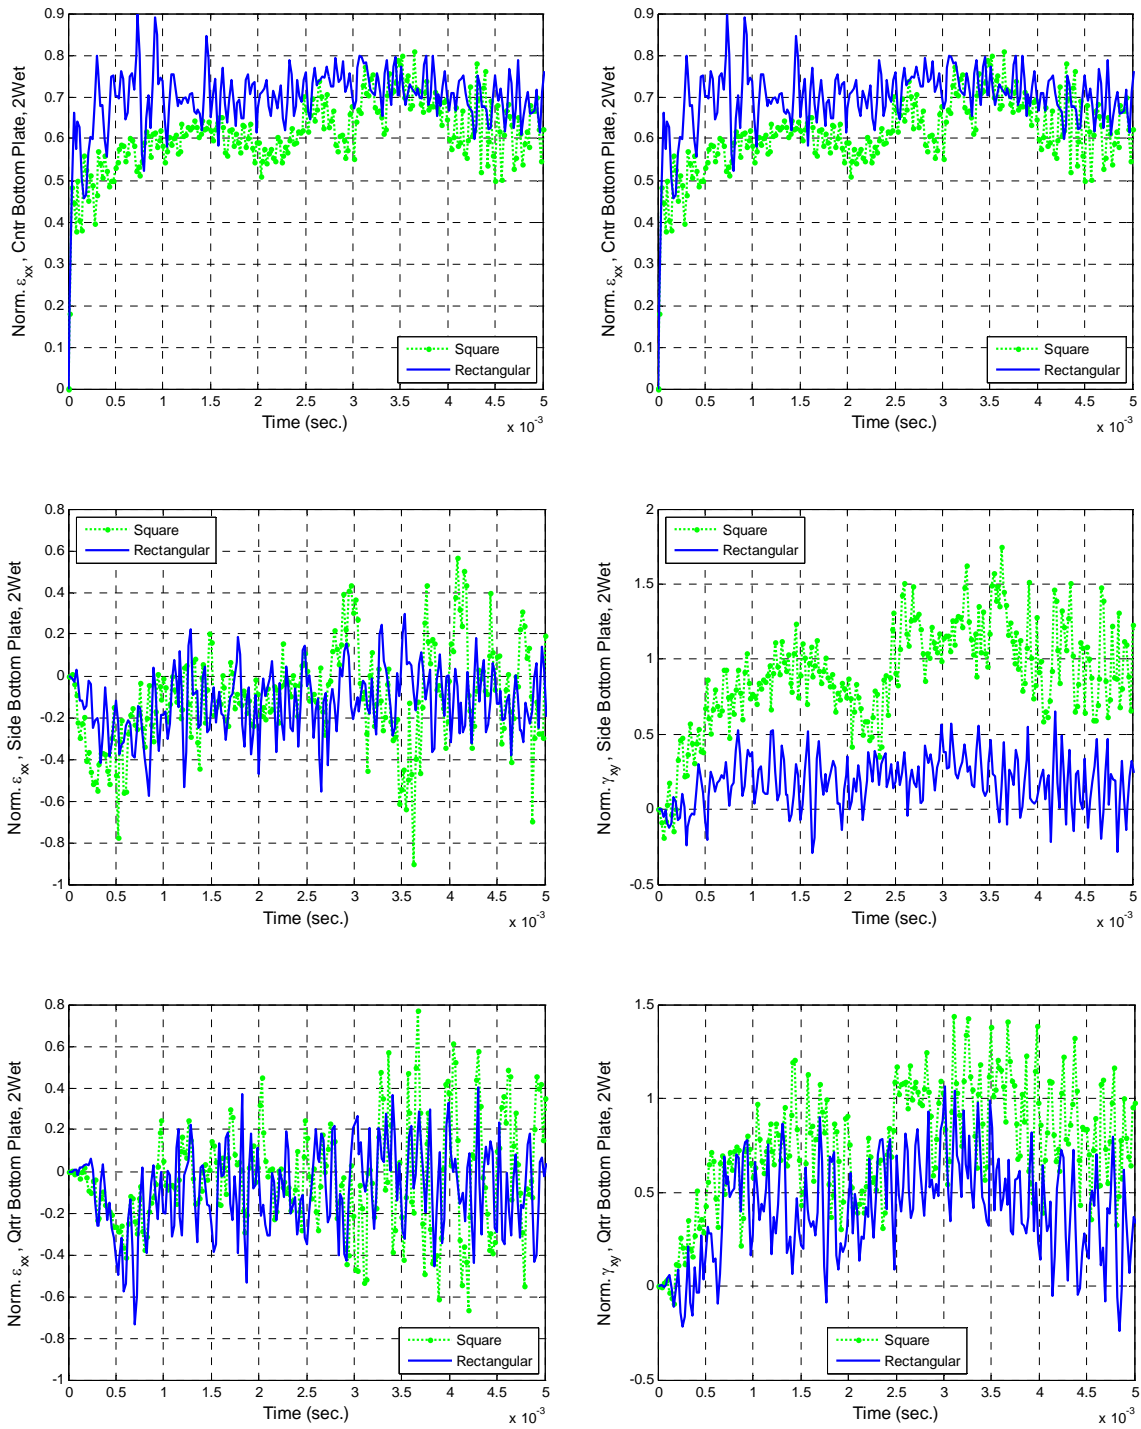 0.9
0.8
0.7
0.6
0.5
0.4
0.3
0.2
0.1
0
Norm. εxx , Cntr Bottom Plate, 2Wet
Square
Rectangular
0 0.5 1 1.5 2 2.5 3 3.5 4 4.5 5
Time (sec.)
x 10-3
0.9
0.8
0.7
0.6
0.5
0.4
0.3
0.2
0.1
0
Norm. εxx , Cntr Bottom Plate, 2Wet
Square
Rectangular
0 0.5 1 1.5 2 2.5 3 3.5 4 4.5 5
Time (sec.)
x 10-3
0.8
0.6
0.4
0.2
0
-0.2
-0.4
-0.6
-0.8
-1
Norm. εxx , Side Bottom Plate, 2Wet
Square
Rectangular
0 0.5 1 1.5 2 2.5 3 3.5 4 4.5 5
Time (sec.)
x 10-3
2
1.5
1
0.5
0
-0.5
Norm. γxy , Side Bottom Plate, 2Wet
Square
Rectangular
0 0.5 1 1.5 2 2.5 3 3.5 4 4.5 5
Time (sec.)
x 10-3
0.8
0.6
0.4
0.2
0
-0.2
-0.4
-0.6
-0.8
-1
Norm. εxx , Qrtr Bottom Plate, 2Wet
Square
Rectangular
0 0.5 1 1.5 2 2.5 3 3.5 4 4.5 5
Time (sec.)
x 10-3
1.5
1
0.5
0
-0.5
Norm. γxy , Qrtr Bottom Plate, 2Wet
Square
Rectangular
0 0.5 1 1.5 2 2.5 3 3.5 4 4.5 5
Time (sec.)
x 10-3